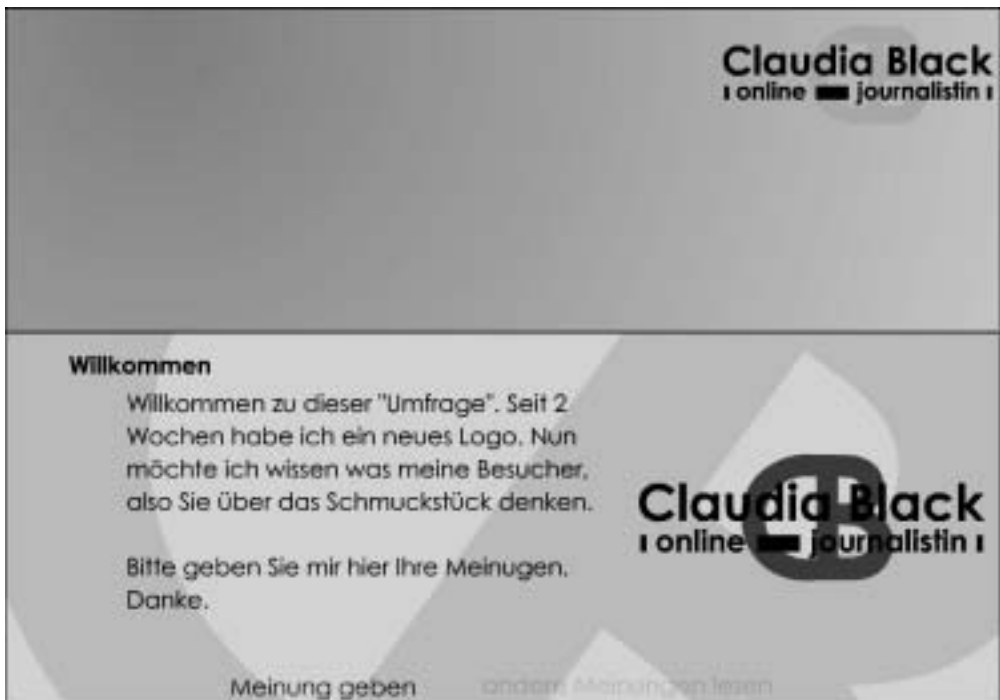 Claudia Black
online journalistin
Willkommen
Willkommen zu dieser "Umfrage". Seit 2
Wochen habe ich ein neues Logo. Nun
möchte ich wissen was meine Besucher,
also Sie über das Schmuckstück denken.
Claudia Black
online journalistin
Bitte geben Sie mir hier Ihre Meinugen.
Danke.
Meinung geben andere Meinungen lesen